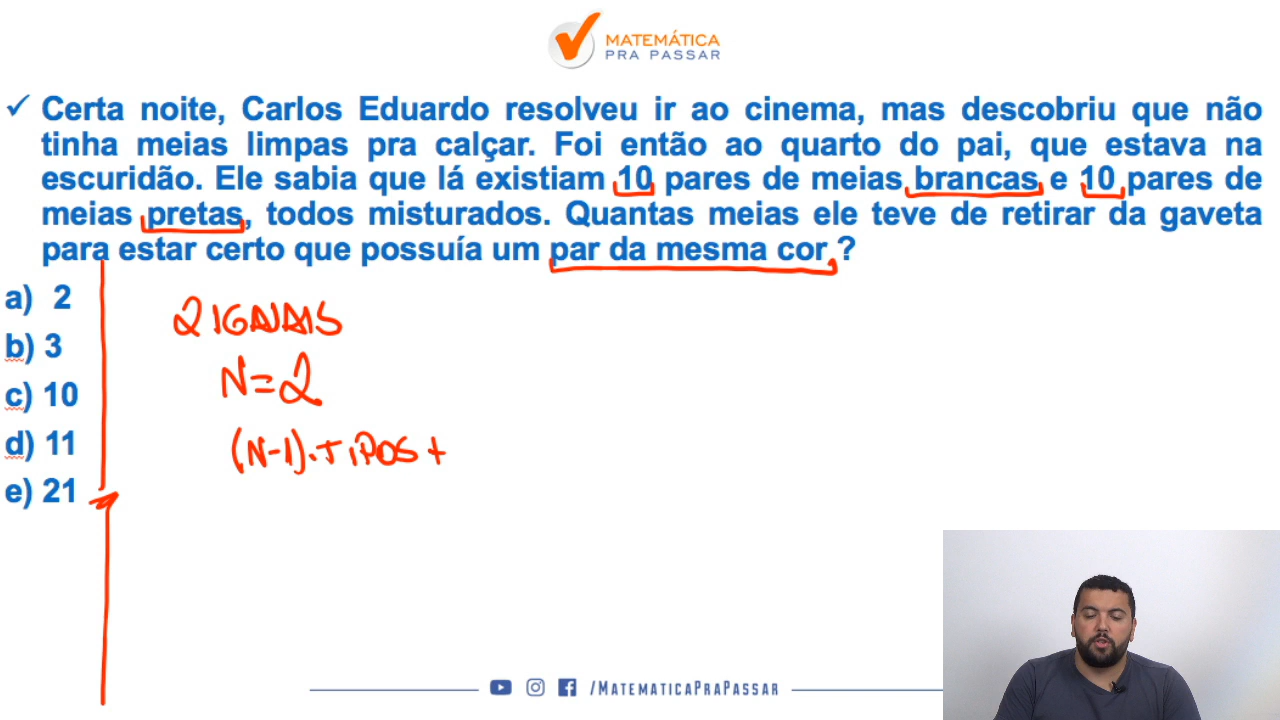 MATEMÁTICA
PRA PASSAR
✓ Certa noite, Carlos Eduardo resolveu ir ao cinema, mas descobriu que não
tinha meias limpas pra calçar. Foi então ao quarto do pai, que estava na
escuridão. Ele sabia que lá existiam 10 pares de meias brancas e 10 pares de
meias pretas, todos misturados. Quantas meias ele teve de retirar da gaveta
para estar certo que possuía um par da mesma cor ?
a) 2
b) 3
c) 10
d) 11
e) 21
2 IGUAIS
N=2
(N-1).TIPOS +
/MATEMATICAPRAPASSAR